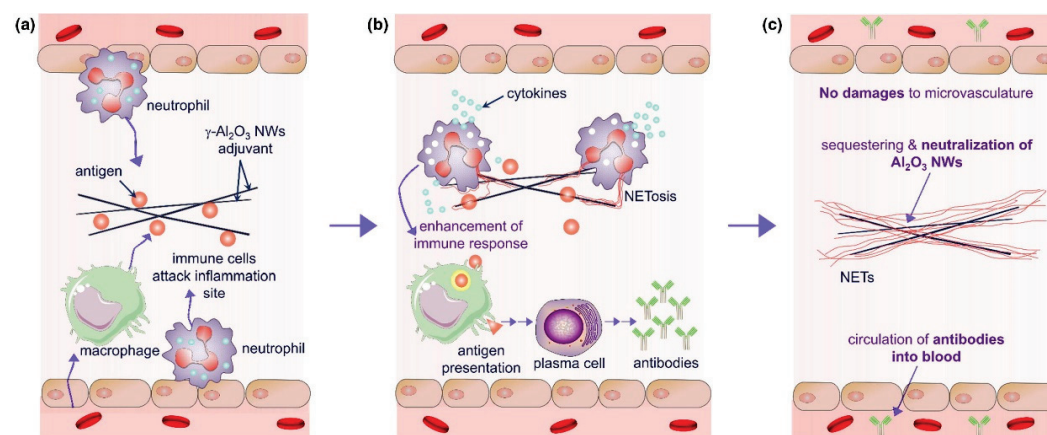 (a)
neutrophil
γ-Al₂O₃ NWs
adjuvant
antigen
immune cells
attack inflammation
site
macrophage
neutrophil
(b)
cytokines
NETosis
enhancement of
immune response
antigen
presentation
plasma cell
antibodies
(c)
No damages to microvasculature
sequestering & neutralization of
Al₂O₃ NWs
NETs
circulation of antibodies
into blood